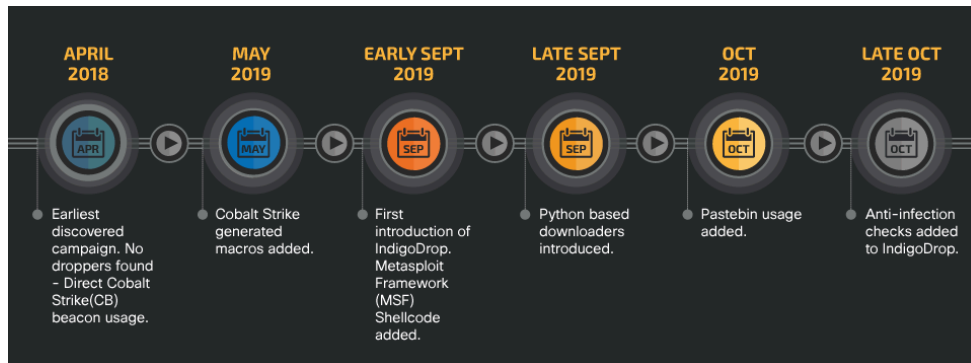 APRIL
2018
MAY
2019
EARLY SEPT
2019
LATE SEPT
2019
OCT
2019
LATE OCT
2019
APR
MAY
SEP
SEP
OCT
OCT
Earliest
discovered
campaign. No
droppers found
- Direct Cobalt
Strike(CB)
beacon usage.
Cobalt Strike
generated
macros added.
First
introduction of
IndigoDrop.
Metasploit
Framework
(MSF)
Shellcode
added.
Python based
downloaders
introduced.
Pastebin usage
added.
Anti-infection
checks added
to IndigoDrop.